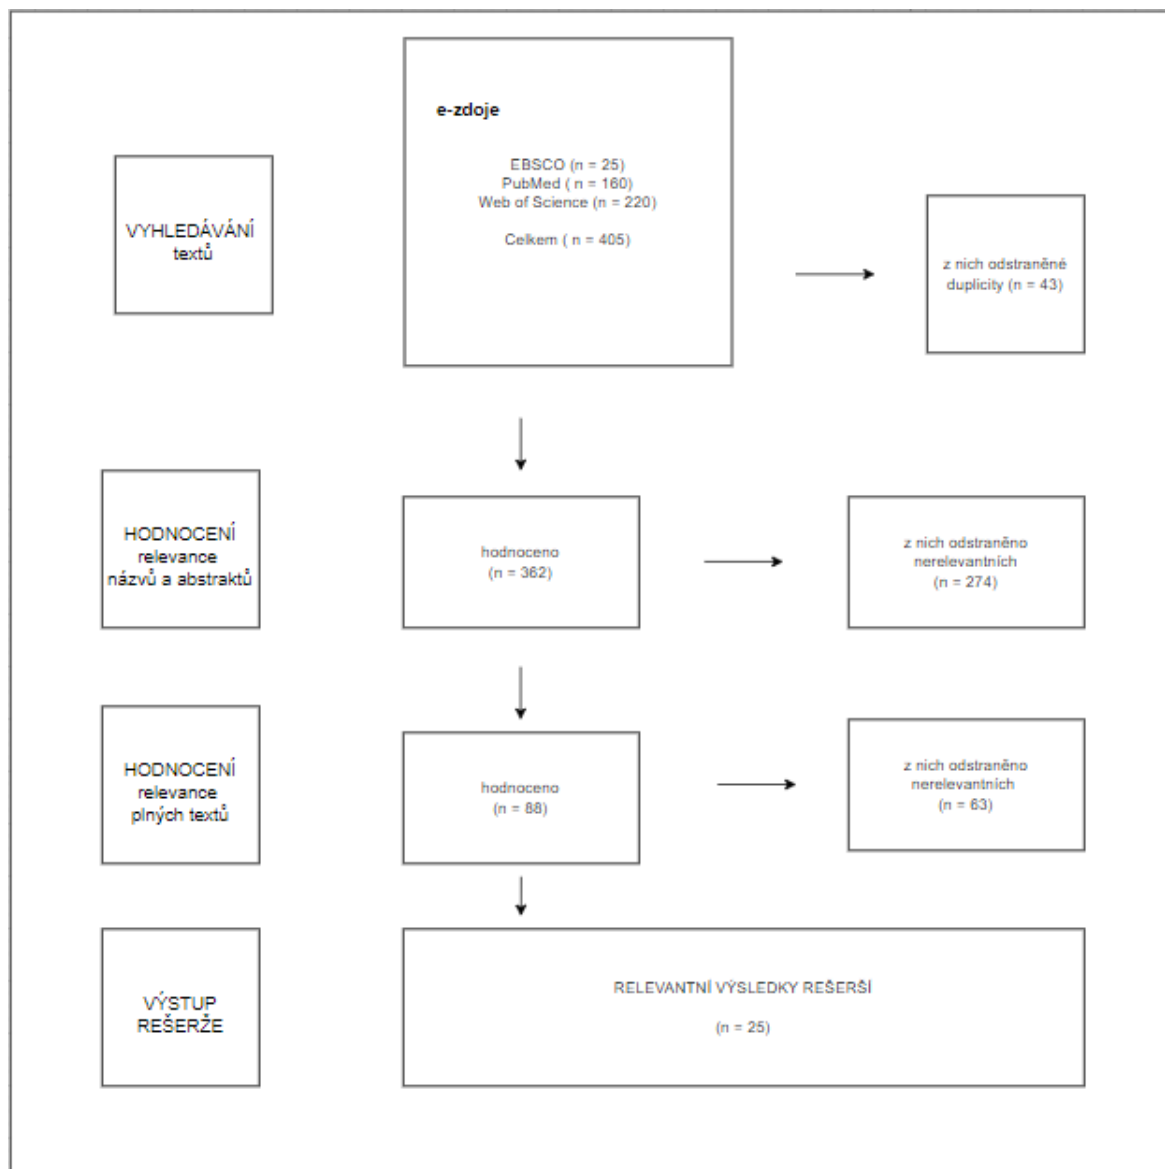 e-zdoje
EBSCO (n = 25)
PubMed ( n = 160)
Web of Science (n = 220)
Celkem ( n = 405)
VYHLEDÁVÁNÍ
textů
z nich odstraněné
duplicity (n = 43)
HODNOCENÍ
relevance
názvů a abstraktů
hodnoceno
(n = 362)
z nich odstraněno
nerelevantních
(n = 274)
HODNOCENÍ
relevance
plných textů
hodnoceno
(n = 88)
z nich odstraněno
nerelevantních
(n = 63)
VÝSTUP
REŠERŽE
RELEVANTNÍ VÝSLEDKY REŠERŠÍ
(n = 25)